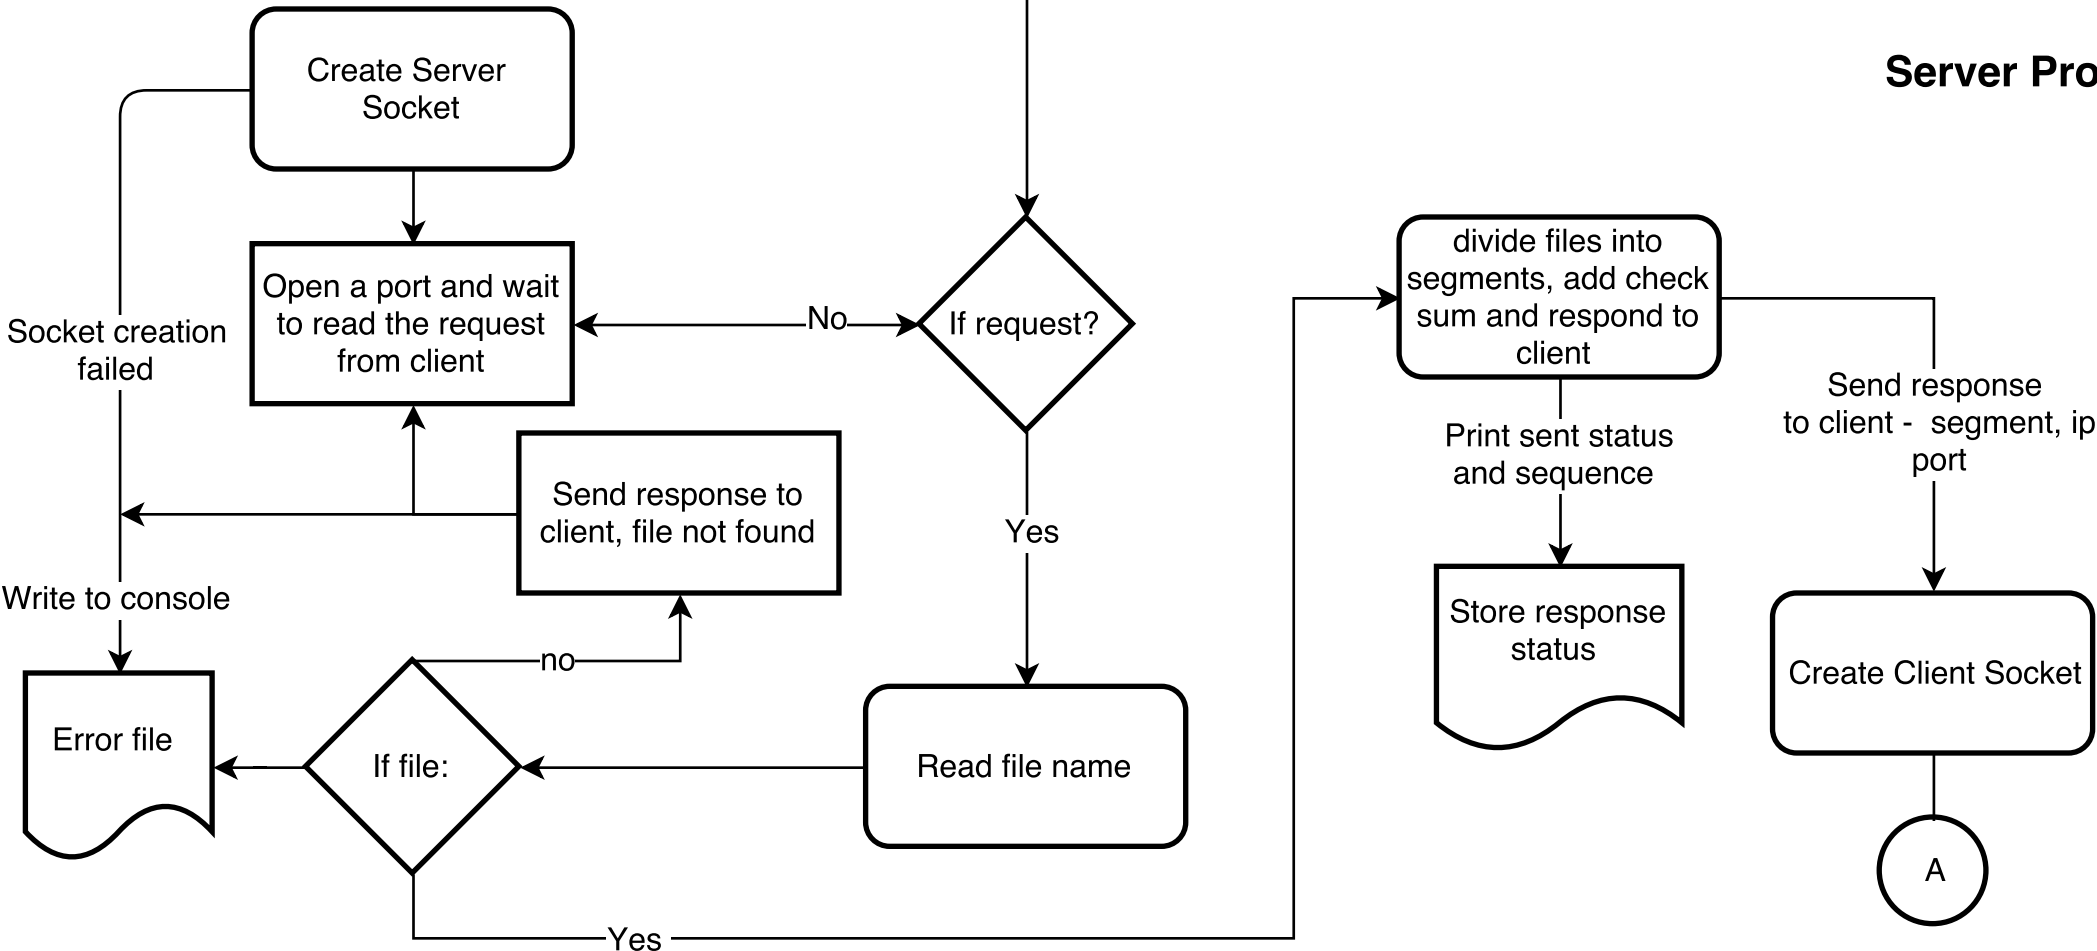 Create Server
Socket
Server Pro
Socket creation
failed
Open a port and wait
to read the request
from client
No
If request?
divide files into
segments, add check
sum and respond to
client
Send response
to client -  segment, ip
port
Print sent status
and sequence
Send response to
client, file not found
Yes
Write to console
Store response
status
no
Create Client Socket
Error file
If file:
Read file name
A
Yes